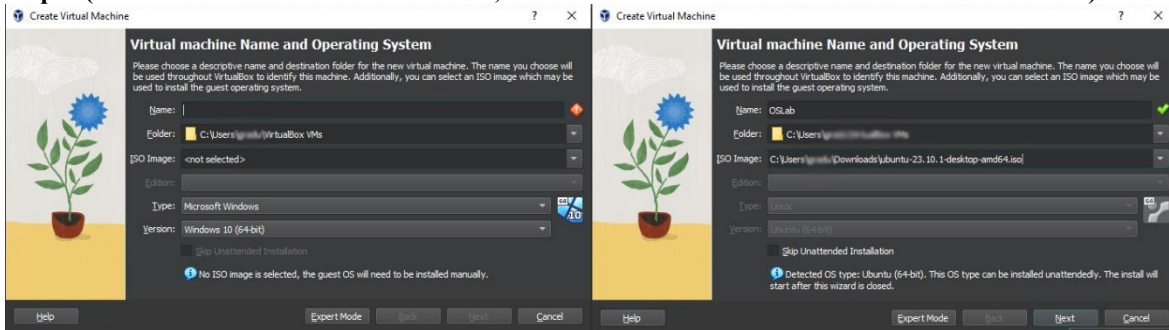 Create Virtual Machine
? ×
Virtual machine Name and Operating System
Please choose a descriptive name and destination folder for the new virtual machine. The name you choose will
be used throughout VirtualBox to identify this machine. Additionally, you can select an ISO image which may be
used to install the guest operating system.
Name:
Folder: C:\Users\ \VirtualBox VMs
ISO Image: <not selected>
Edition:
Type: Microsoft Windows
64
10
Version: Windows 10 (64-bit)
Skip Unattended Installation
No ISO image is selected, the guest OS will need to be installed manually.
Help Expert Mode Back Next Cancel
Create Virtual Machine
? ×
Virtual machine Name and Operating System
Please choose a descriptive name and destination folder for the new virtual machine. The name you choose will
be used throughout VirtualBox to identify this machine. Additionally, you can select an ISO image which may be
used to install the guest operating system.
Name: OSLab
Folder: C:\Users\
ISO Image: C:\Users\ \Downloads\ubuntu-23.10.1-desktop-amd64.iso
Edition:
Type: Linux
64
Version: Ubuntu (64-bit)
Skip Unattended Installation
Detected OS type: Ubuntu (64-bit). This OS type can be installed unattendedly. The install will
start after this wizard is closed.
Help Expert Mode Back Next Cancel